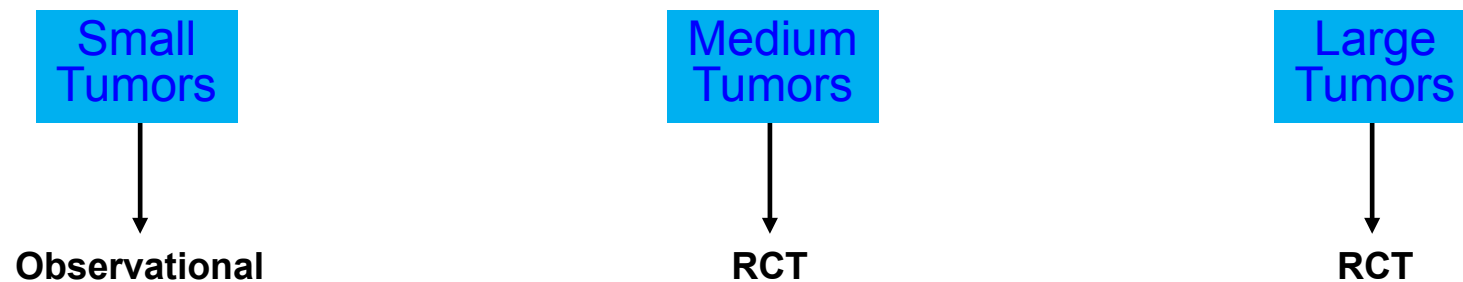 Small
Tumors
Medium
Tumors
Large
Tumors
Observational
RCT
RCT